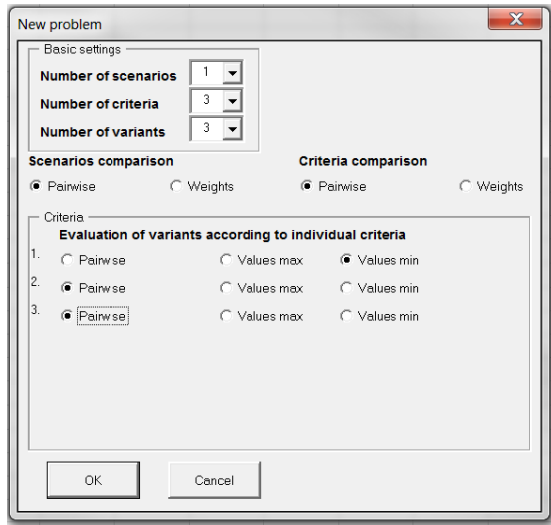 New problem
Basic settings
Number of scenarios 1
Number of criteria 3
Number of variants 3
Scenarios comparison Criteria comparison
Pairwise Weights Pairwise Weights
Criteria
Evaluation of variants according to individual criteria
1. Pairwse Values max Values min
2. Pairwse Values max Values min
3. Pairwse Values max Values min
OK Cancel